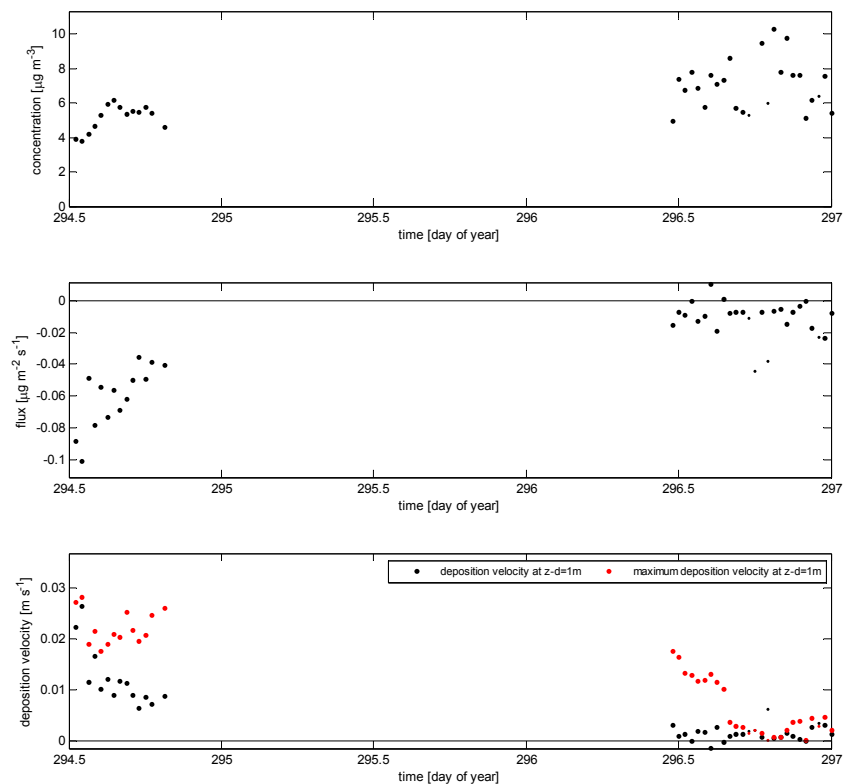 10
8
6
4
2
0
concentration [µg m-3]
294.5 295 295.5 296 296.5 297
time [day of year]
0
-0.02
-0.04
-0.06
-0.08
-0.1
flux [µg m-2 s-1]
294.5 295 295.5 296 296.5 297
time [day of year]
deposition velocity at z-d=1m maximum deposition velocity at z-d=1m
0.03
0.02
0.01
0
deposition velocity [m s-1]
294.5 295 295.5 296 296.5 297
time [day of year]